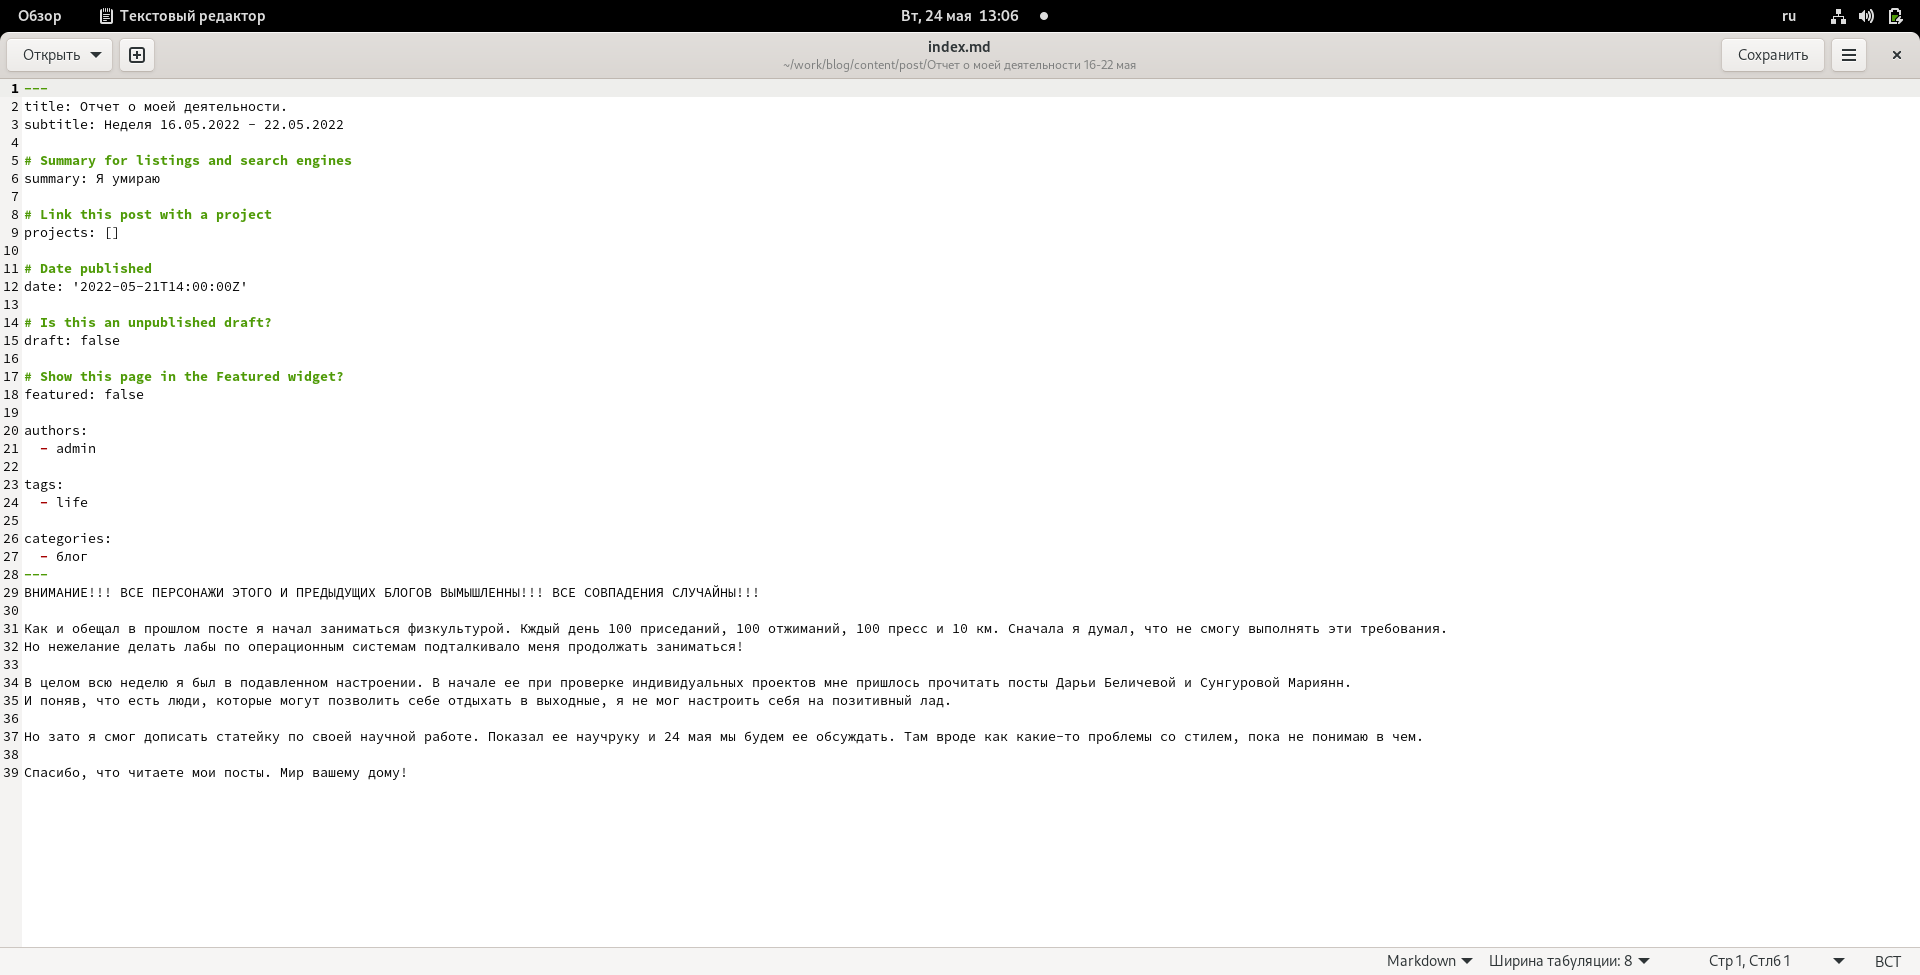 Обзор Текстовый редактор Вт, 24 мая 13:06 ru
Открыть index.md Сохранить
~/work/blog/content/post/Отчет о моей деятельности 16-22 мая
1 ---
2 title: Отчет о моей деятельности.
3 subtitle: Неделя 16.05.2022 - 22.05.2022
4
5 # Summary for listings and search engines
6 summary: Я умираю
7
8 # Link this post with a project
9 projects: []
10
11 # Date published
12 date: '2022-05-21T14:00:00Z'
13
14 # Is this an unpublished draft?
15 draft: false
16
17 # Show this page in the Featured widget?
18 featured: false
19
20 authors:
21   - admin
22
23 tags:
24   - life
25
26 categories:
27   - блог
28 ---
29 ВНИМАНИЕ!!! ВСЕ ПЕРСОНАЖИ ЭТОГО И ПРЕДЫДУЩИХ БЛОГОВ ВЫМЫШЛЕННЫ!!! ВСЕ СОВПАДЕНИЯ СЛУЧАЙНЫ!!!
30
31 Как и обещал в прошлом посте я начал заниматься физкультурой. Кждый день 100 приседаний, 100 отжиманий, 100 пресс и 10 км. Сначала я думал, что не смогу выполнять эти требования.
32 Но нежелание делать лабы по операционным системам подталкивало меня продолжать заниматься!
33
34 В целом всю неделю я был в подавленном настроении. В начале ее при проверке индивидуальных проектов мне пришлось прочитать посты Дарьи Беличевой и Сунгуровой Мариянн.
35 И поняв, что есть люди, которые могут позволить себе отдыхать в выходные, я не мог настроить себя на позитивный лад.
36
37 Но зато я смог дописать статейку по своей научной работе. Показал ее научруку и 24 мая мы будем ее обсуждать. Там вроде как какие-то проблемы со стилем, пока не понимаю в чем.
38
39 Спасибо, что читаете мои посты. Мир вашему дому!
Markdown Ширина табуляции: 8 Стр 1, Стлб 1 ВСТ